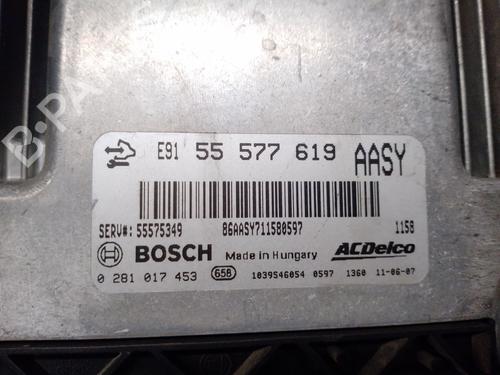 E91 55 577 619 AASY
SERV#: 55575349 86AASY711580597 1158
BOSCH Made in Hungary ACDelco
0 281 017 453 658 1039S46054 0597 1360 11-06-07
B-PARTS